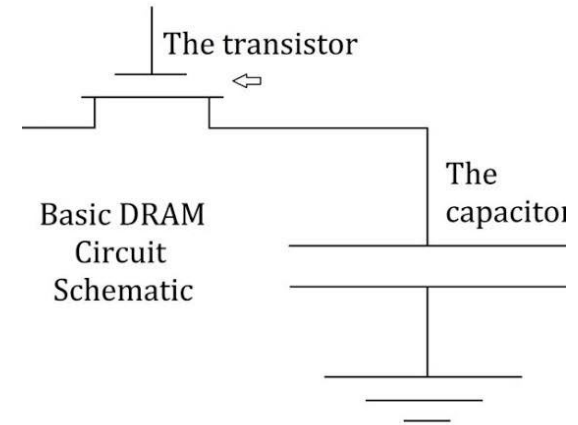 The transistor
The
capacitor
Basic DRAM
Circuit
Schematic